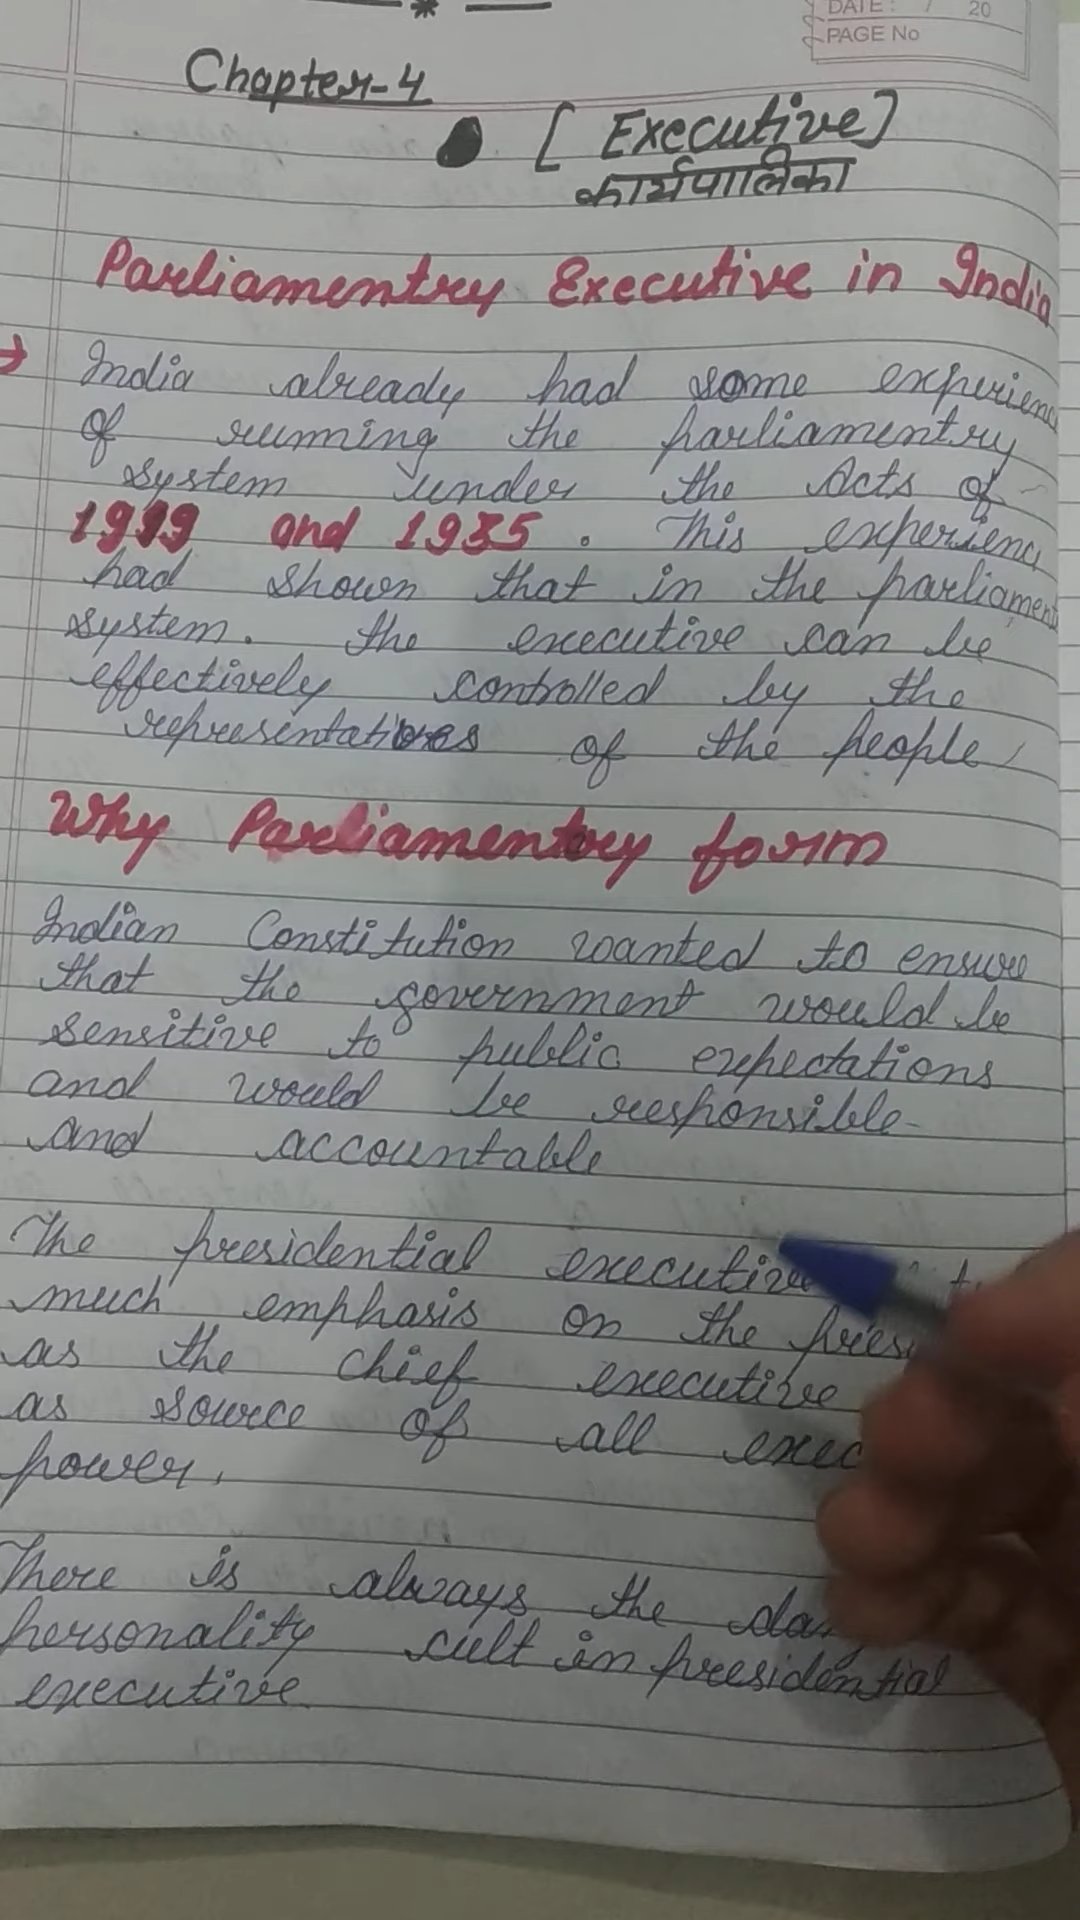 DATE: / 20
PAGE No
Chapter-4
[Executive]
कार्यपालिका
Parliamentry Executive in India
India already had some experienc
of running the parliamentry
system under the Acts of
1919 and 1935. This experienc
had shown that in the parliament
system. the executive can be
effectively controlled by the
representatives of the people
Why Parliamentory form
Indian Constitution wanted to ensure
that the government would be
sensitive to public expectations
and would be responsible
and accountable
The presidential executive
much emphasis on the
as the chief executive
as source of all
power.
There is always the
personality cult in presidential
executive